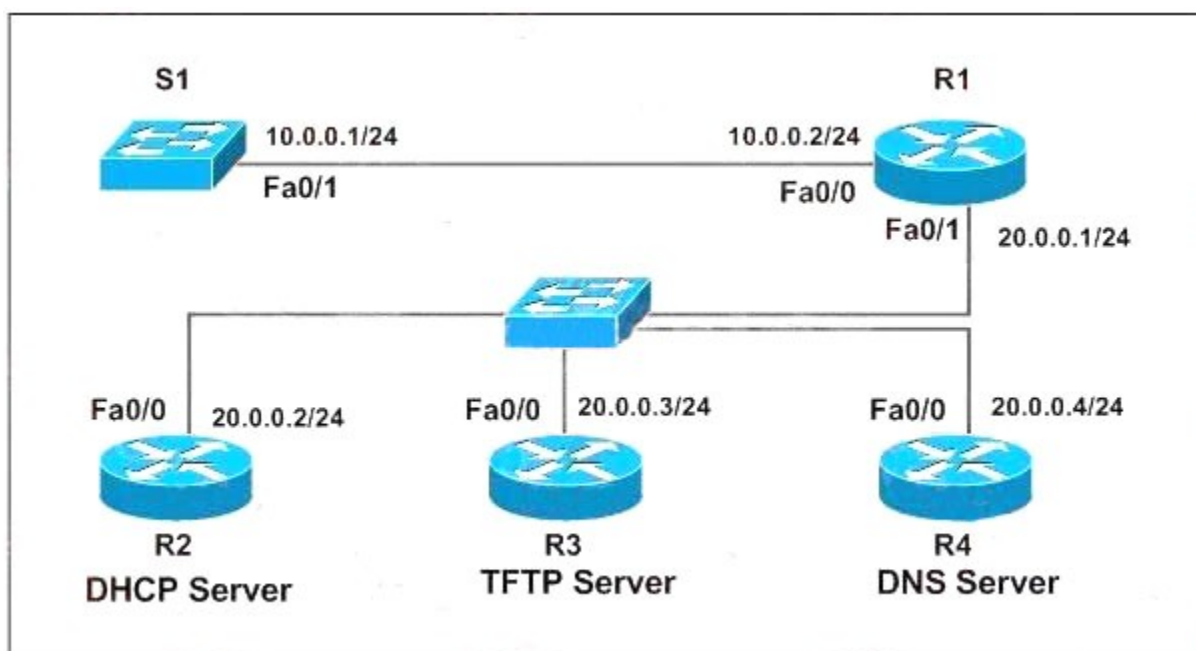 S1
R1
10.0.0.1/24
10.0.0.2/24
Fa0/1
Fa0/0
Fa0/1
20.0.0.1/24
Fa0/0
20.0.0.2/24
Fa0/0
20.0.0.3/24
Fa0/0
20.0.0.4/24
R2
R3
R4
DHCP Server
TFTP Server
DNS Server